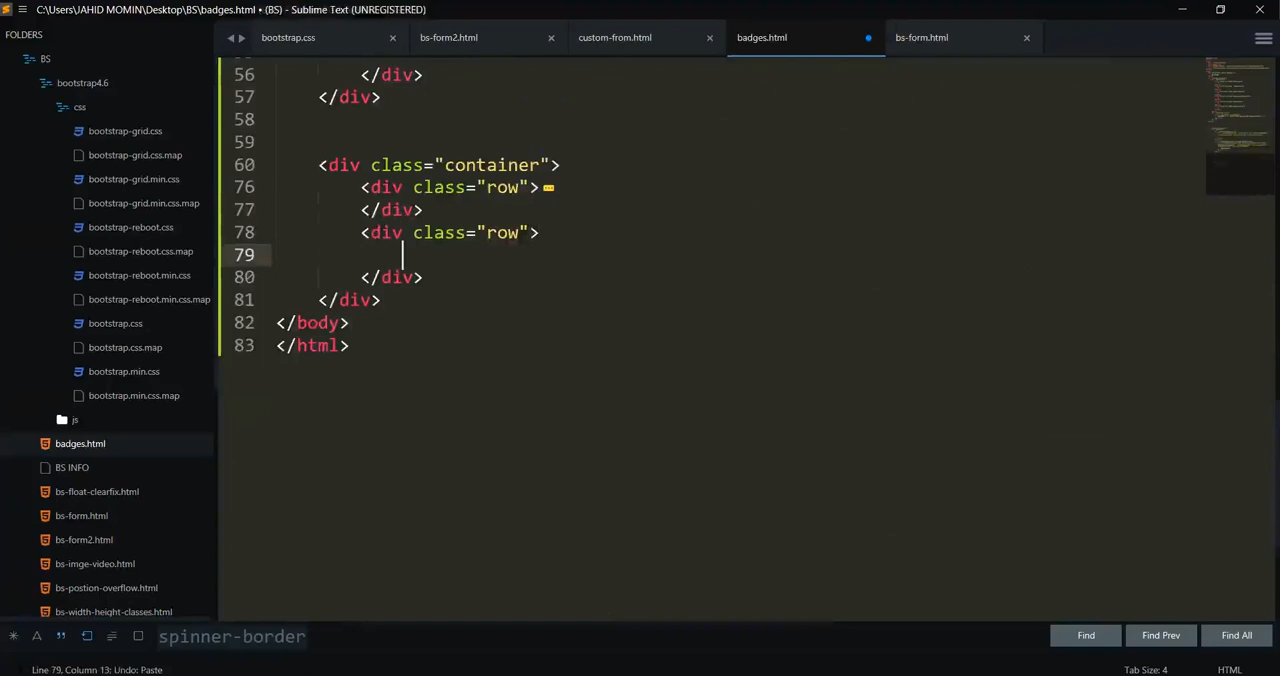 C:\Users\JAHID MOMIN\Desktop\BS\badges.html • (BS) - Sublime Text (UNREGISTERED)
FOLDERS
BS
bootstrap4.6
css
bootstrap-grid.css
bootstrap-grid.css.map
bootstrap-grid.min.css
bootstrap-grid.min.css.map
bootstrap-reboot.css
bootstrap-reboot.css.map
bootstrap-reboot.min.css
bootstrap-reboot.min.css.map
bootstrap.css
bootstrap.css.map
bootstrap.min.css
bootstrap.min.css.map
js
badges.html
BS INFO
bs-float-clearfix.html
bs-form.html
bs-form2.html
bs-imge-video.html
bs-postion-overflow.html
bs-width-height-classes.html
bootstrap.css
bs-form2.html
custom-from.html
badges.html
bs-form.html
56 </div>
57 </div>
58
59
60 <div class="container">
76 <div class="row">
77 </div>
78 <div class="row">
79
80 </div>
81 </div>
82 </body>
83 </html>
spinner-border
Find
Find Prev
Find All
Line 79, Column 13; Undo: Paste
Tab Size: 4
HTML